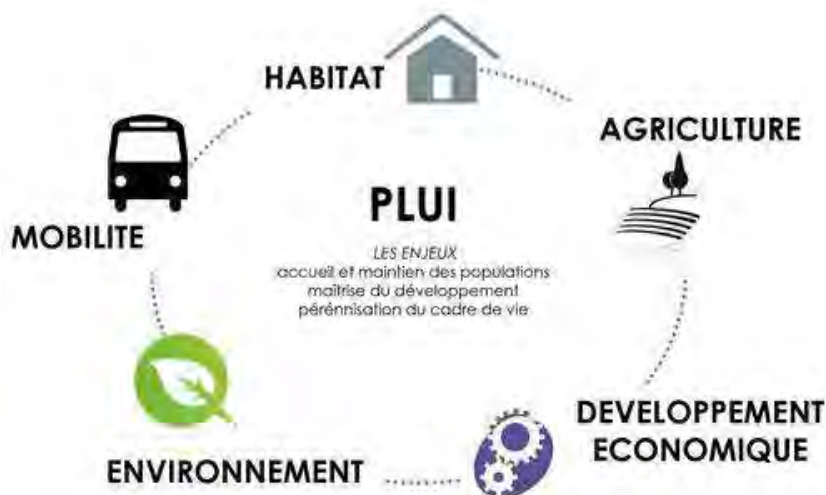 HABITAT
AGRICULTURE
PLUI
MOBILITE
LES ENJEUX
accueil et maintien des populations
maîtrise du développement
pérénnisation du cadre de vie
DEVELOPPEMENT
ECONOMIQUE
ENVIRONNEMENT